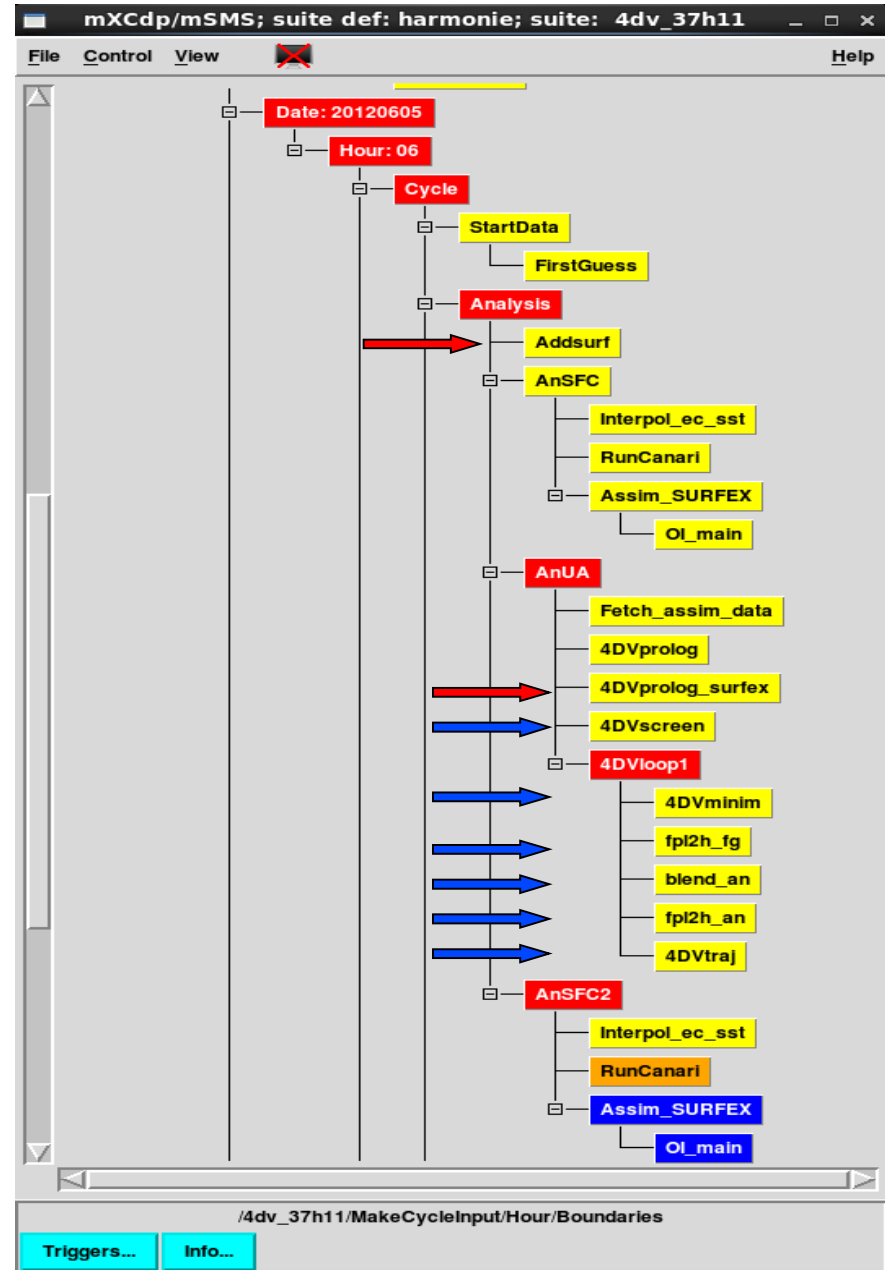 mXCdp/mSMS; suite def: harmonie; suite: 4dv_37h11
File Control View Help
Date: 20120605
Hour: 06
Cycle
StartData
FirstGuess
Analysis
Addsurf
AnSFC
Interpol_ec_sst
RunCanari
Assim_SURFEX
OI_main
AnUA
Fetch_assim_data
4DVprolog
4DVprolog_surfex
4DVscreen
4DVloop1
4DVminim
fpl2h_fg
blend_an
fpl2h_an
4DVtraj
AnSFC2
Interpol_ec_sst
RunCanari
Assim_SURFEX
OI_main
/4dv_37h11/MakeCycleInput/Hour/Boundaries
Triggers... Info...